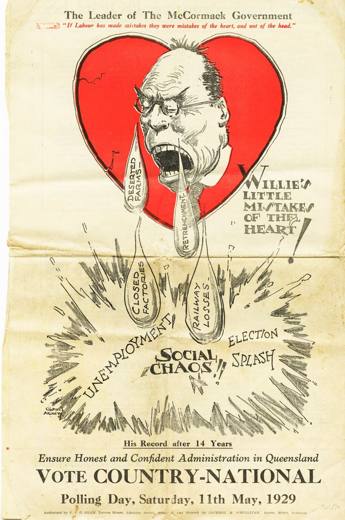 The Leader of The McCormack Government
"If Labour has made mistakes they were mistakes of the heart, and not of the head."
DESERTED
FARMS
RETRENCHMENT
WILLIE'S
LITTLE
MISTAKES
OF THE
HEART!
CLOSED
FACTORIES
RAILWAY
LOSSES
UNEMPLOYMENT
SOCIAL
CHAOS!!
ELECTION
SPLASH
His Record after 14 Years
Ensure Honest and Confident Administration in Queensland
VOTE COUNTRY-NATIONAL
Polling Day, Saturday, 11th May, 1929